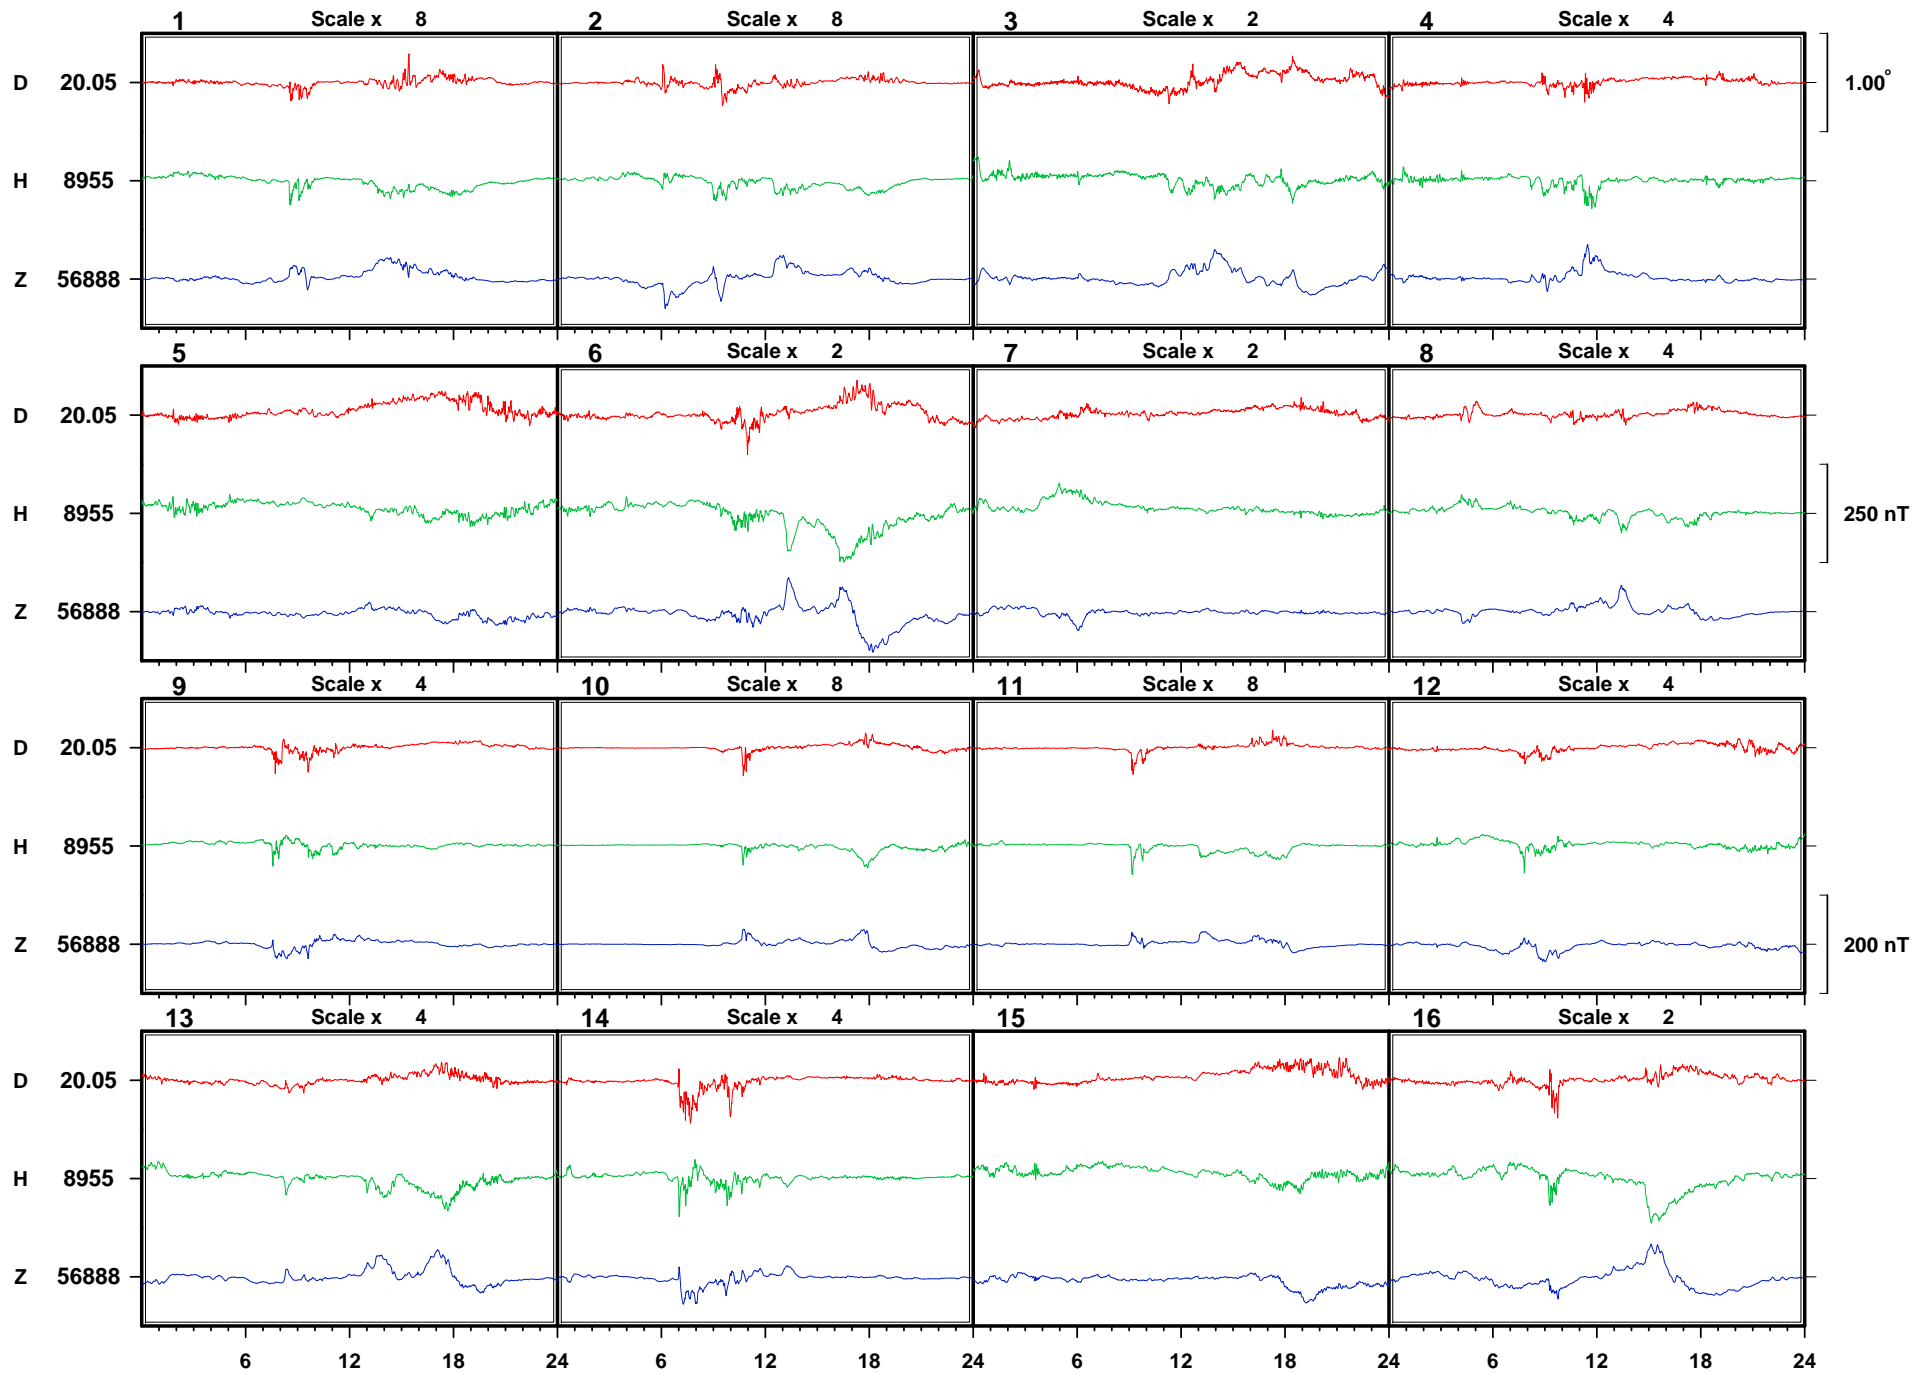 1 Scale x 8 2 Scale x 8 3 Scale x 2 4 Scale x 4
D 20.05 1.00°
H 8955
Z 56888
5 6 Scale x 2 7 Scale x 2 8 Scale x 4
D 20.05
H 8955 250 nT
Z 56888
9 Scale x 4 10 Scale x 8 11 Scale x 8 12 Scale x 4
D 20.05
H 8955
Z 56888 200 nT
13 Scale x 4 14 Scale x 4 15 16 Scale x 2
D 20.05
H 8955
Z 56888
6 12 18 24 6 12 18 24 6 12 18 24 6 12 18 24